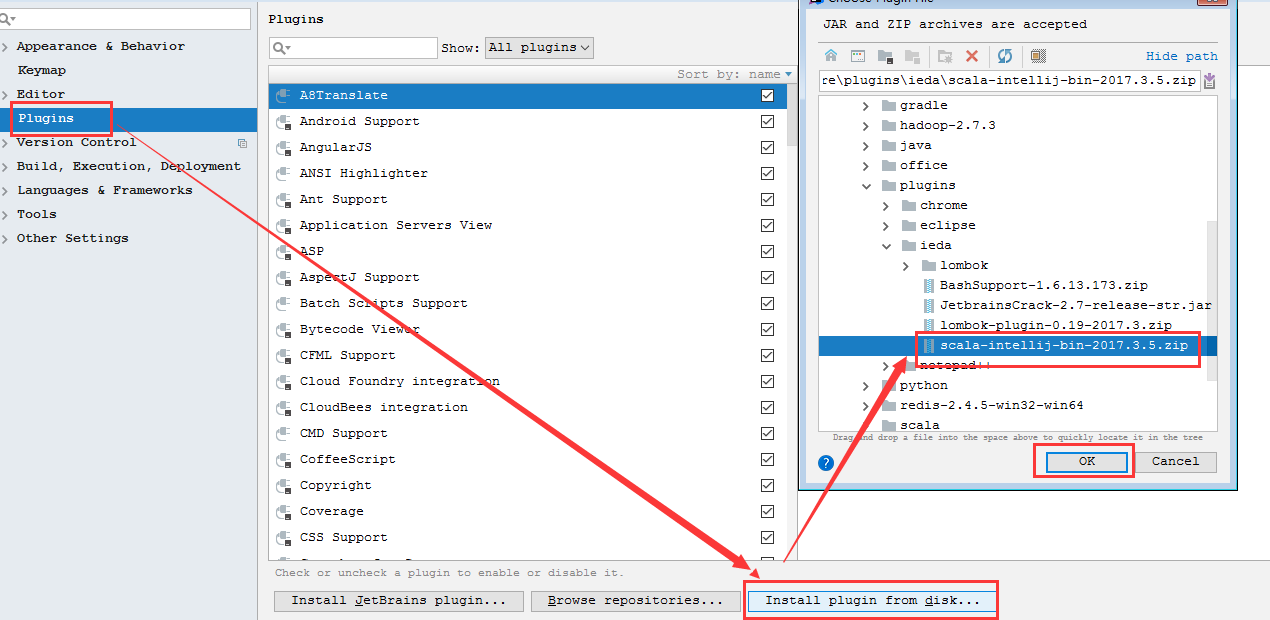 Appearance & Behavior
Keymap
Editor
Plugins
Version Control
Build, Execution, Deployment
Languages & Frameworks
Tools
Other Settings
Plugins
Show: All plugins
Sort by: name
A8Translate
Android Support
AngularJS
ANSI Highlighter
Ant Support
Application Servers View
ASP
AspectJ Support
Batch Scripts Support
Bytecode Viewer
CFML Support
Cloud Foundry integration
CloudBees integration
CMD Support
CoffeeScript
Copyright
Coverage
CSS Support
Check or uncheck a plugin to enable or disable it.
Install JetBrains plugin...
Browse repositories...
Install plugin from disk...
Choose Plugin File
JAR and ZIP archives are accepted
Hide path
re\plugins\ieda\scala-intellij-bin-2017.3.5.zip
gradle
hadoop-2.7.3
java
office
plugins
chrome
eclipse
ieda
lombok
BashSupport-1.6.13.173.zip
JetbrainsCrack-2.7-release-str.jar
lombok-plugin-0.19-2017.3.zip
scala-intellij-bin-2017.3.5.zip
notepad++
python
redis-2.4.5-win32-win64
scala
Drag and drop a file into the space above to quickly locate it in the tree
?
OK
Cancel